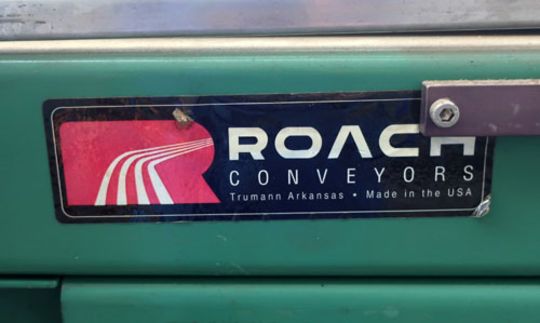 ROACH
CONVEYORS
Trumann Arkansas • Made in the USA